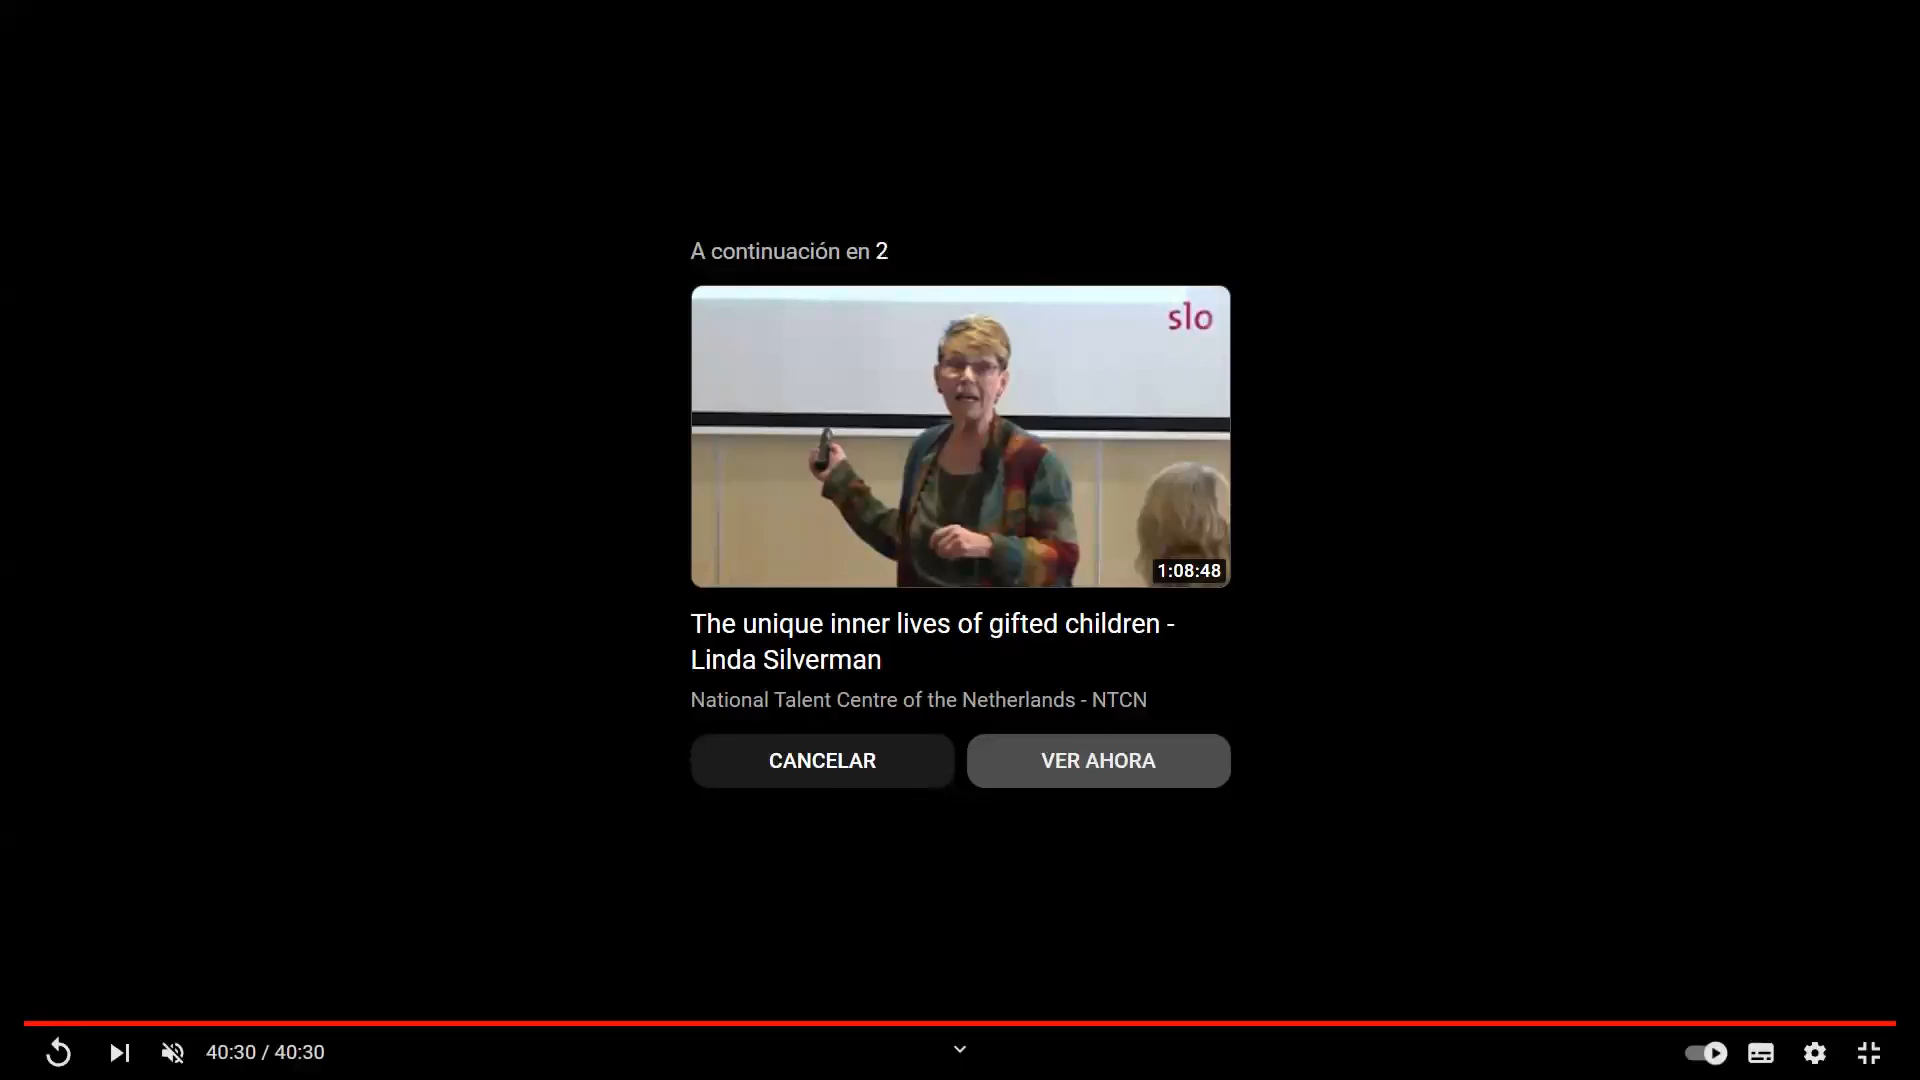 A continuación en 2
slo
1:08:48
The unique inner lives of gifted children -
Linda Silverman
National Talent Centre of the Netherlands - NTCN
CANCELAR
VER AHORA
40:30 / 40:30